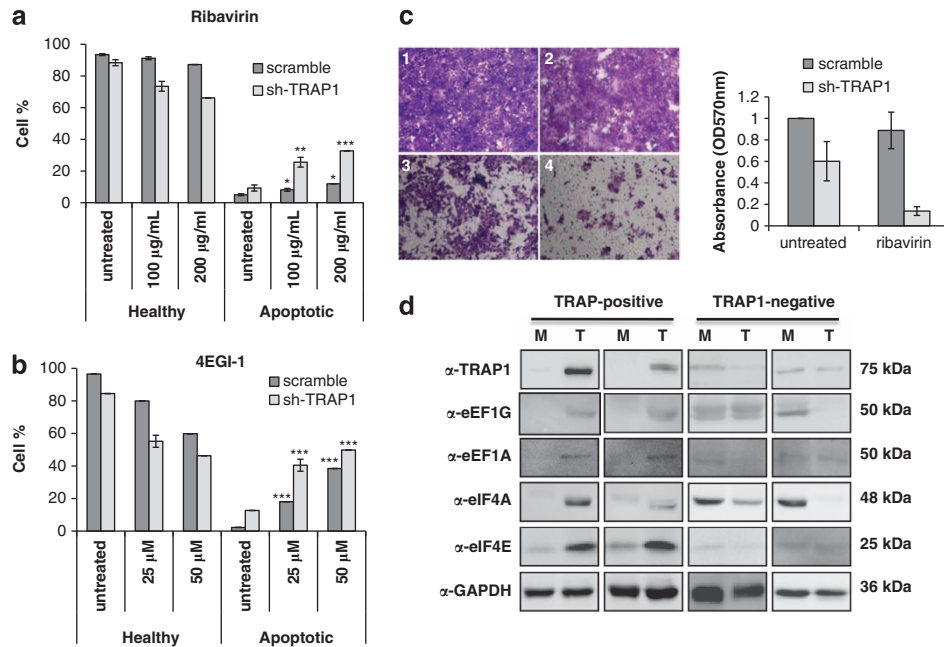 a
Ribavirin
scramble
sh-TRAP1
Cell %
100
80
60
40
20
0
* ** * ***
untreated
100 μg/mL
200 μg/ml
untreated
100 μg/mL
200 μg/ml
Healthy
Apoptotic
b
4EGI-1
scramble
sh-TRAP1
Cell %
100
80
60
40
20
0
*** *** *** ***
untreated
25 μM
50 μM
untreated
25 μM
50 μM
Healthy
Apoptotic
c
1
2
3
4
scramble
sh-TRAP1
Absorbance (OD570nm)
1.2
1
0.8
0.6
0.4
0.2
0
untreated
ribavirin
d
TRAP-positive TRAP1-negative
M T M T M T M T
α-TRAP1 75 kDa
α-eEF1G 50 kDa
α-eEF1A 50 kDa
α-eIF4A 48 kDa
α-eIF4E 25 kDa
α-GAPDH 36 kDa